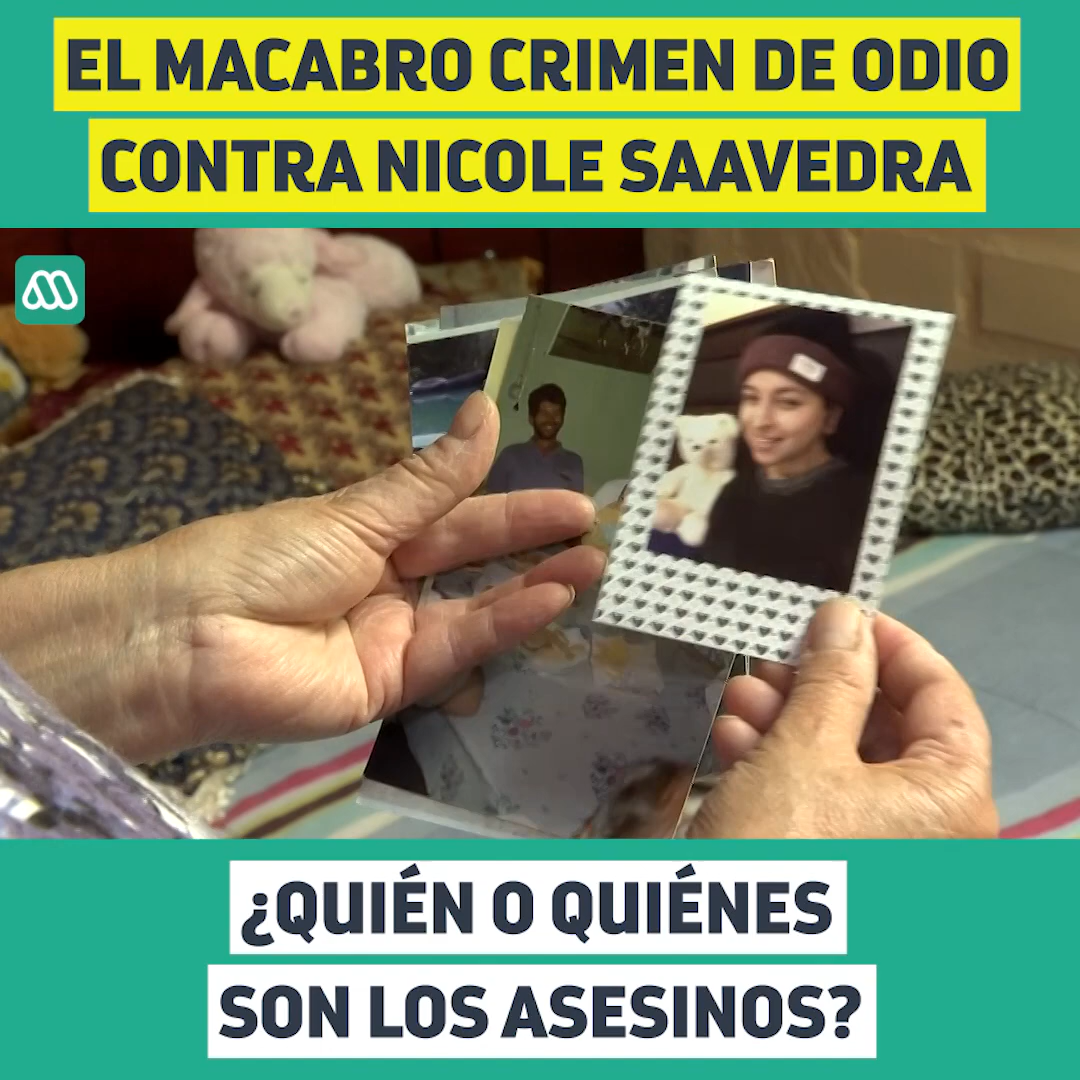 EL MACABRO CRIMEN DE ODIO
CONTRA NICOLE SAAVEDRA
¿QUIÉN O QUIÉNES
SON LOS ASESINOS?